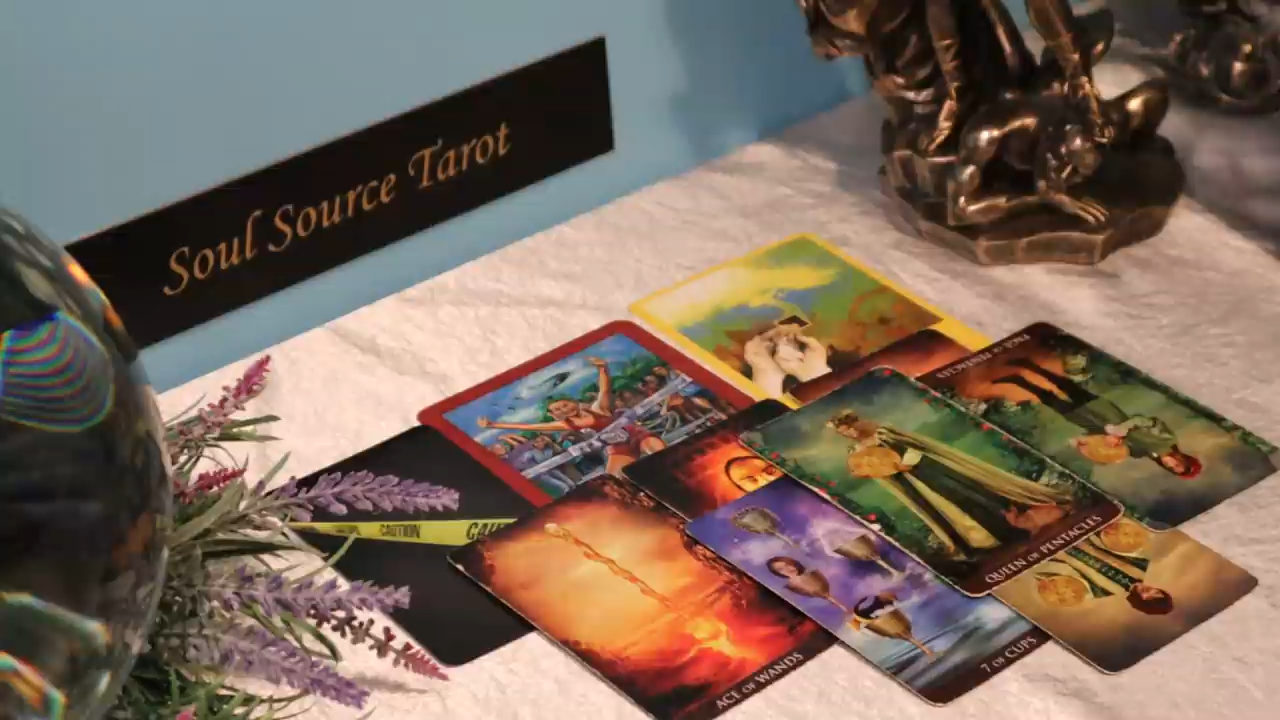 Soul Source Tarot
PAGE OF PENTACLES
CAUTION
QUEEN OF PENTACLES
7 OF CUPS
ACE OF WANDS